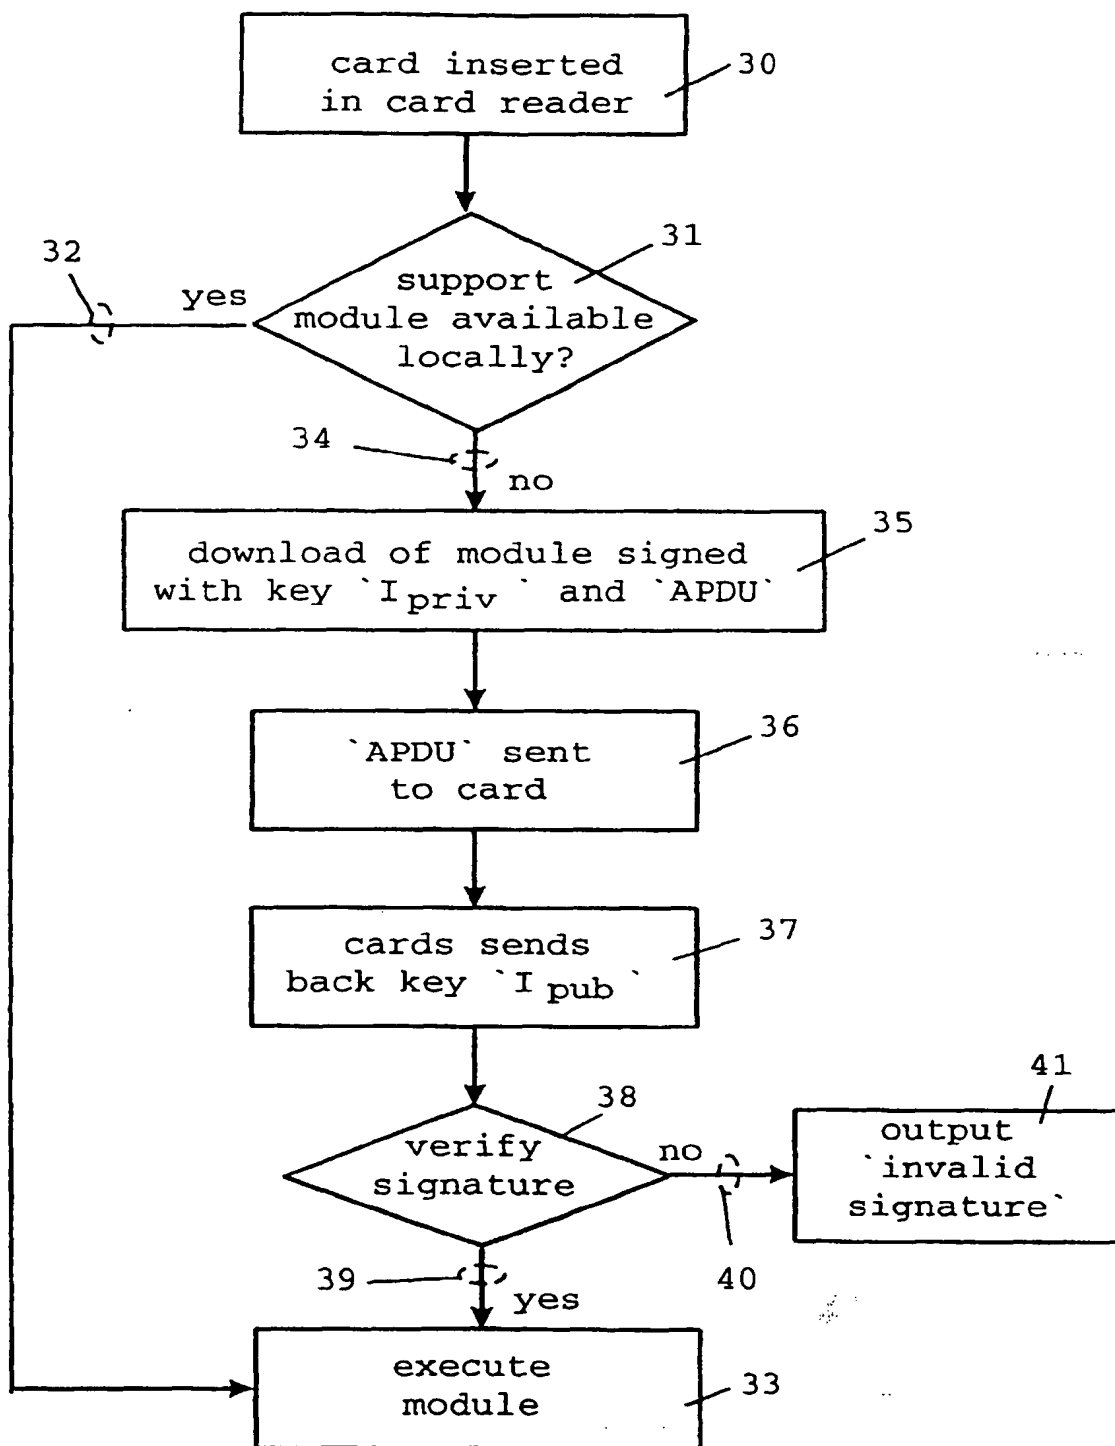 card inserted
in card reader
30
31
32
yes
support
module available
locally?
34
no
35
download of module signed
with key `Ipriv ` and `APDU`
36
`APDU` sent
to card
37
cards sends
back key `Ipub `
38
verify
signature
no
40
41
output
`invalid
signature`
39
yes
execute
module
33